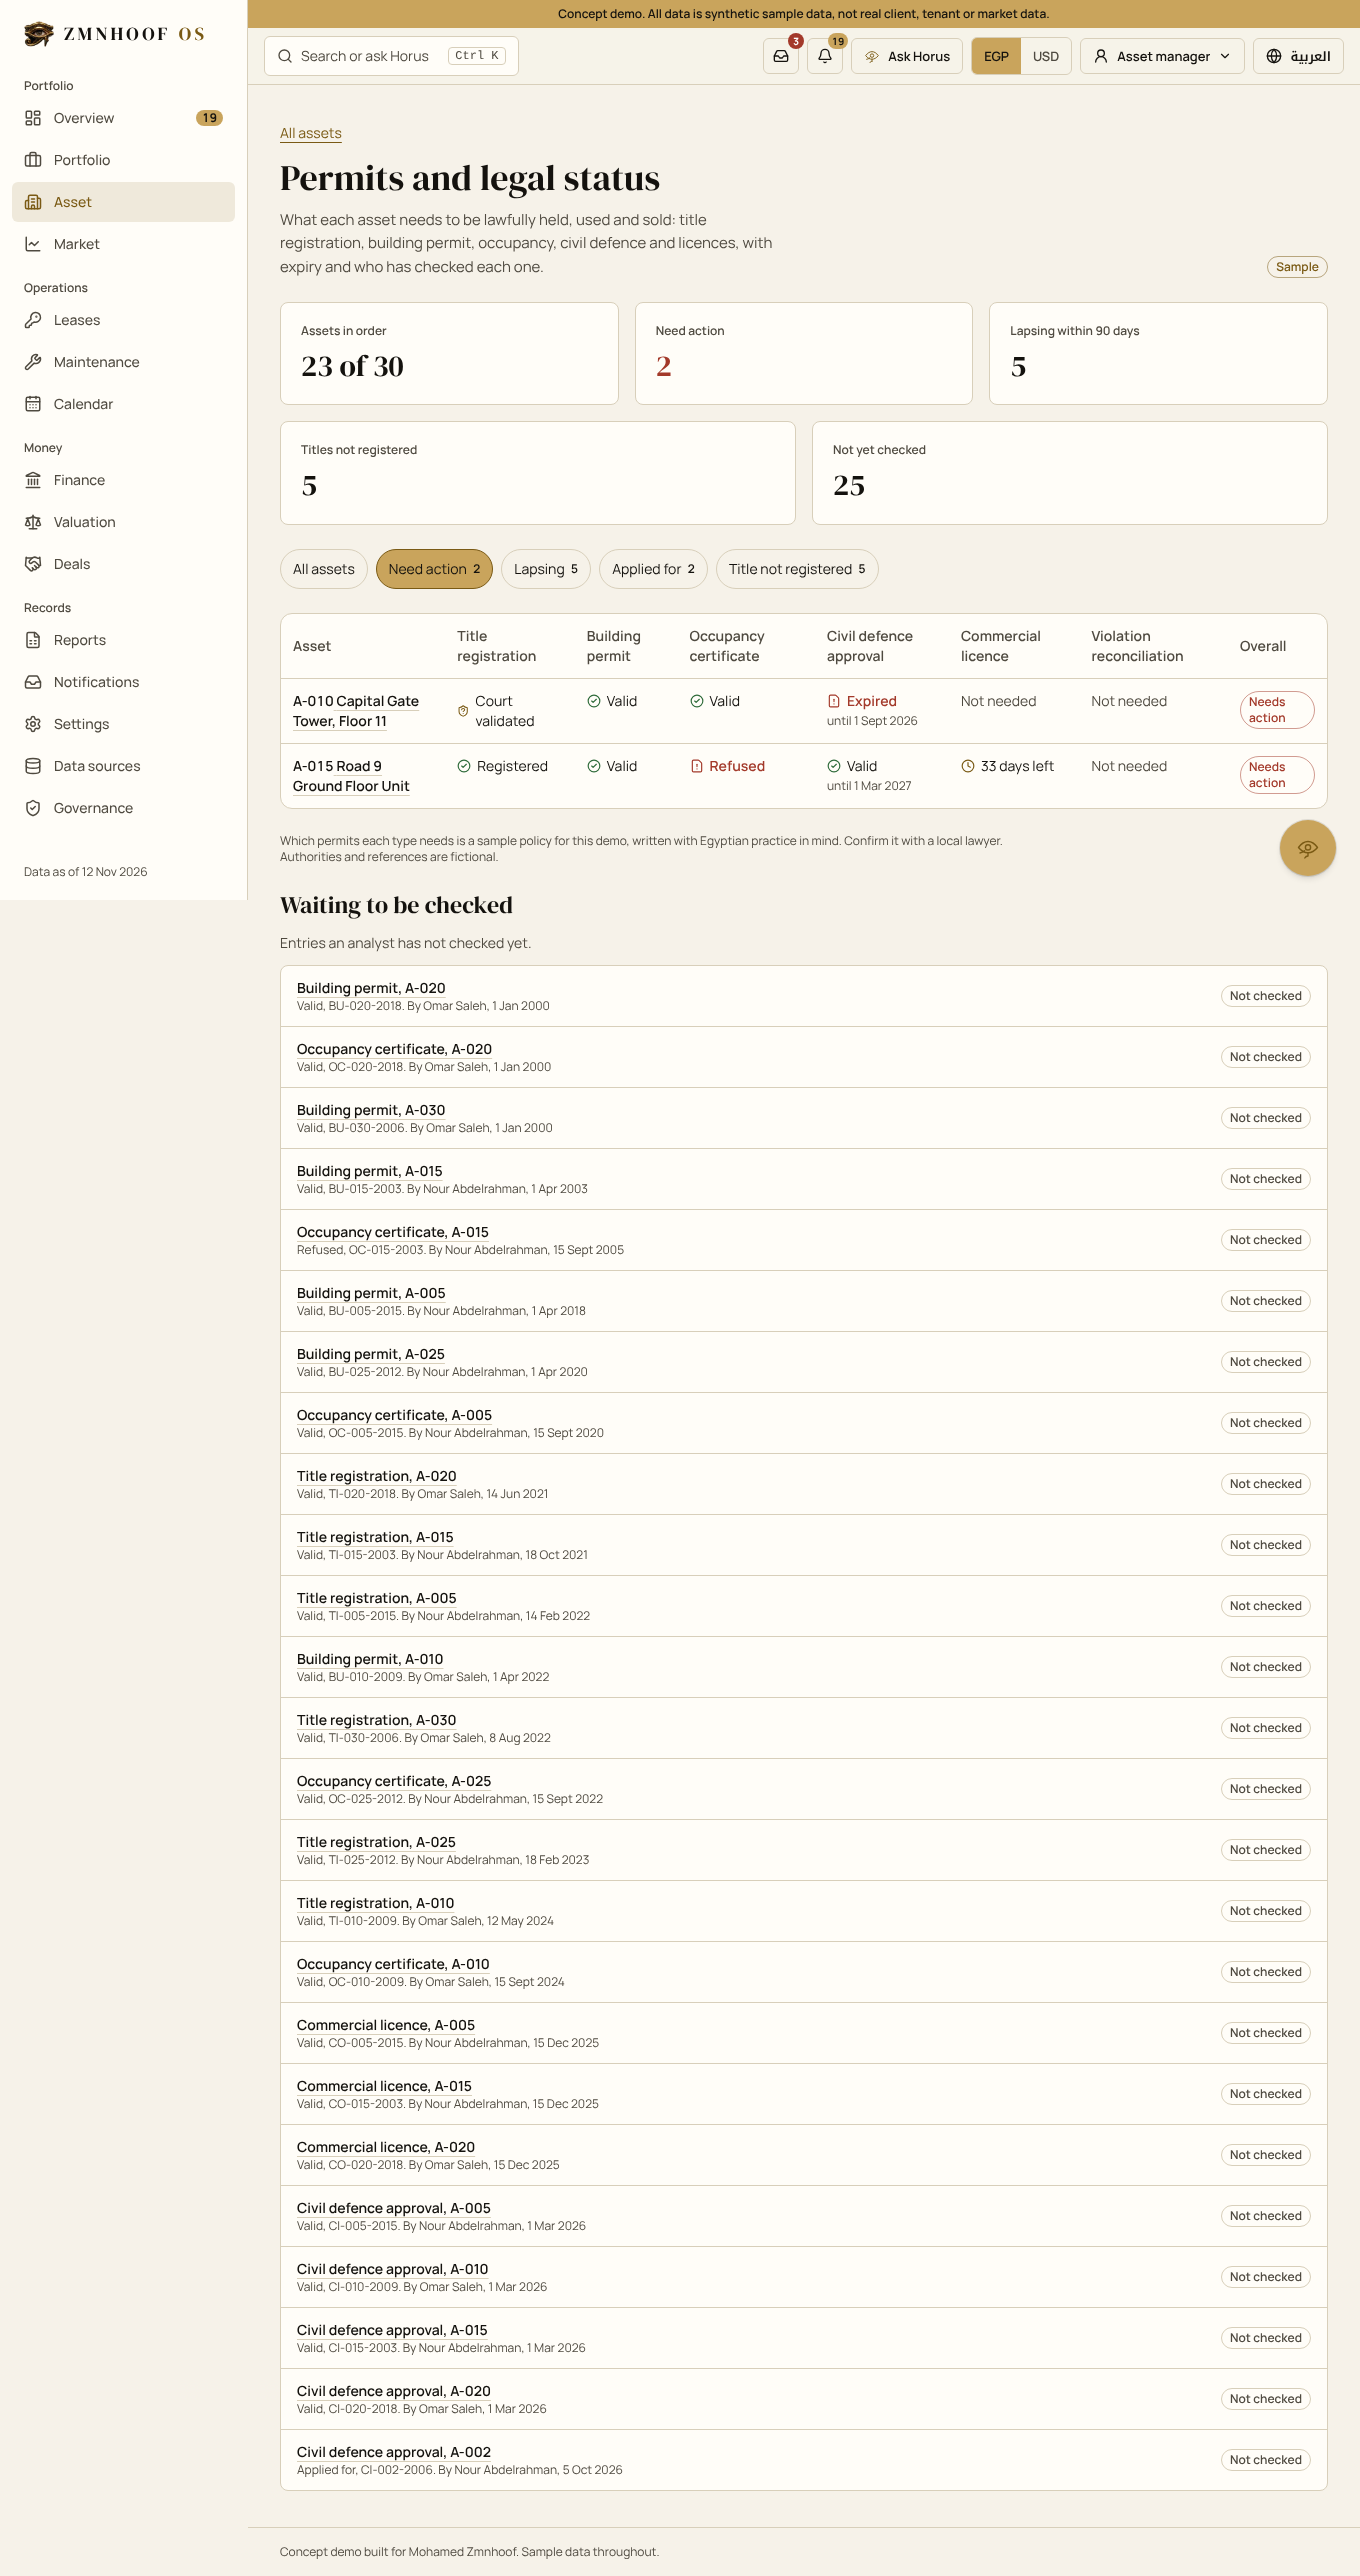 ZMNHOOF OS
Portfolio
Overview 19
Portfolio
Asset
Market
Operations
Leases
Maintenance
Calendar
Money
Finance
Valuation
Deals
Records
Reports
Notifications
Settings
Data sources
Governance
Data as of 12 Nov 2026
Concept demo. All data is synthetic sample data, not real client, tenant or market data.
Search or ask Horus Ctrl K
3
19
Ask Horus
EGP USD
Asset manager
العربية
All assets
Permits and legal status
What each asset needs to be lawfully held, used and sold: title
registration, building permit, occupancy, civil defence and licences, with
expiry and who has checked each one.
Sample
Assets in order
23 of 30
Need action
2
Lapsing within 90 days
5
Titles not registered
5
Not yet checked
25
All assets
Need action 2
Lapsing 5
Applied for 2
Title not registered 5
Asset
Title
registration
Building
permit
Occupancy
certificate
Civil defence
approval
Commercial
licence
Violation
reconciliation
Overall
A-010 Capital Gate
Tower, Floor 11
Court
validated
Valid
Valid
Expired
until 1 Sept 2026
Not needed
Not needed
Needs
action
A-015 Road 9
Ground Floor Unit
Registered
Valid
Refused
Valid
until 1 Mar 2027
33 days left
Not needed
Needs
action
Which permits each type needs is a sample policy for this demo, written with Egyptian practice in mind. Confirm it with a local lawyer.
Authorities and references are fictional.
Waiting to be checked
Entries an analyst has not checked yet.
Building permit, A-020
Valid, BU-020-2018. By Omar Saleh, 1 Jan 2000
Not checked
Occupancy certificate, A-020
Valid, OC-020-2018. By Omar Saleh, 1 Jan 2000
Not checked
Building permit, A-030
Valid, BU-030-2006. By Omar Saleh, 1 Jan 2000
Not checked
Building permit, A-015
Valid, BU-015-2003. By Nour Abdelrahman, 1 Apr 2003
Not checked
Occupancy certificate, A-015
Refused, OC-015-2003. By Nour Abdelrahman, 15 Sept 2005
Not checked
Building permit, A-005
Valid, BU-005-2015. By Nour Abdelrahman, 1 Apr 2018
Not checked
Building permit, A-025
Valid, BU-025-2012. By Nour Abdelrahman, 1 Apr 2020
Not checked
Occupancy certificate, A-005
Valid, OC-005-2015. By Nour Abdelrahman, 15 Sept 2020
Not checked
Title registration, A-020
Valid, TI-020-2018. By Omar Saleh, 14 Jun 2021
Not checked
Title registration, A-015
Valid, TI-015-2003. By Nour Abdelrahman, 18 Oct 2021
Not checked
Title registration, A-005
Valid, TI-005-2015. By Nour Abdelrahman, 14 Feb 2022
Not checked
Building permit, A-010
Valid, BU-010-2009. By Omar Saleh, 1 Apr 2022
Not checked
Title registration, A-030
Valid, TI-030-2006. By Omar Saleh, 8 Aug 2022
Not checked
Occupancy certificate, A-025
Valid, OC-025-2012. By Nour Abdelrahman, 15 Sept 2022
Not checked
Title registration, A-025
Valid, TI-025-2012. By Nour Abdelrahman, 18 Feb 2023
Not checked
Title registration, A-010
Valid, TI-010-2009. By Omar Saleh, 12 May 2024
Not checked
Occupancy certificate, A-010
Valid, OC-010-2009. By Omar Saleh, 15 Sept 2024
Not checked
Commercial licence, A-005
Valid, CO-005-2015. By Nour Abdelrahman, 15 Dec 2025
Not checked
Commercial licence, A-015
Valid, CO-015-2003. By Nour Abdelrahman, 15 Dec 2025
Not checked
Commercial licence, A-020
Valid, CO-020-2018. By Omar Saleh, 15 Dec 2025
Not checked
Civil defence approval, A-005
Valid, CI-005-2015. By Nour Abdelrahman, 1 Mar 2026
Not checked
Civil defence approval, A-010
Valid, CI-010-2009. By Omar Saleh, 1 Mar 2026
Not checked
Civil defence approval, A-015
Valid, CI-015-2003. By Nour Abdelrahman, 1 Mar 2026
Not checked
Civil defence approval, A-020
Valid, CI-020-2018. By Omar Saleh, 1 Mar 2026
Not checked
Civil defence approval, A-002
Applied for, CI-002-2006. By Nour Abdelrahman, 5 Oct 2026
Not checked
Concept demo built for Mohamed Zmnhoof. Sample data throughout.